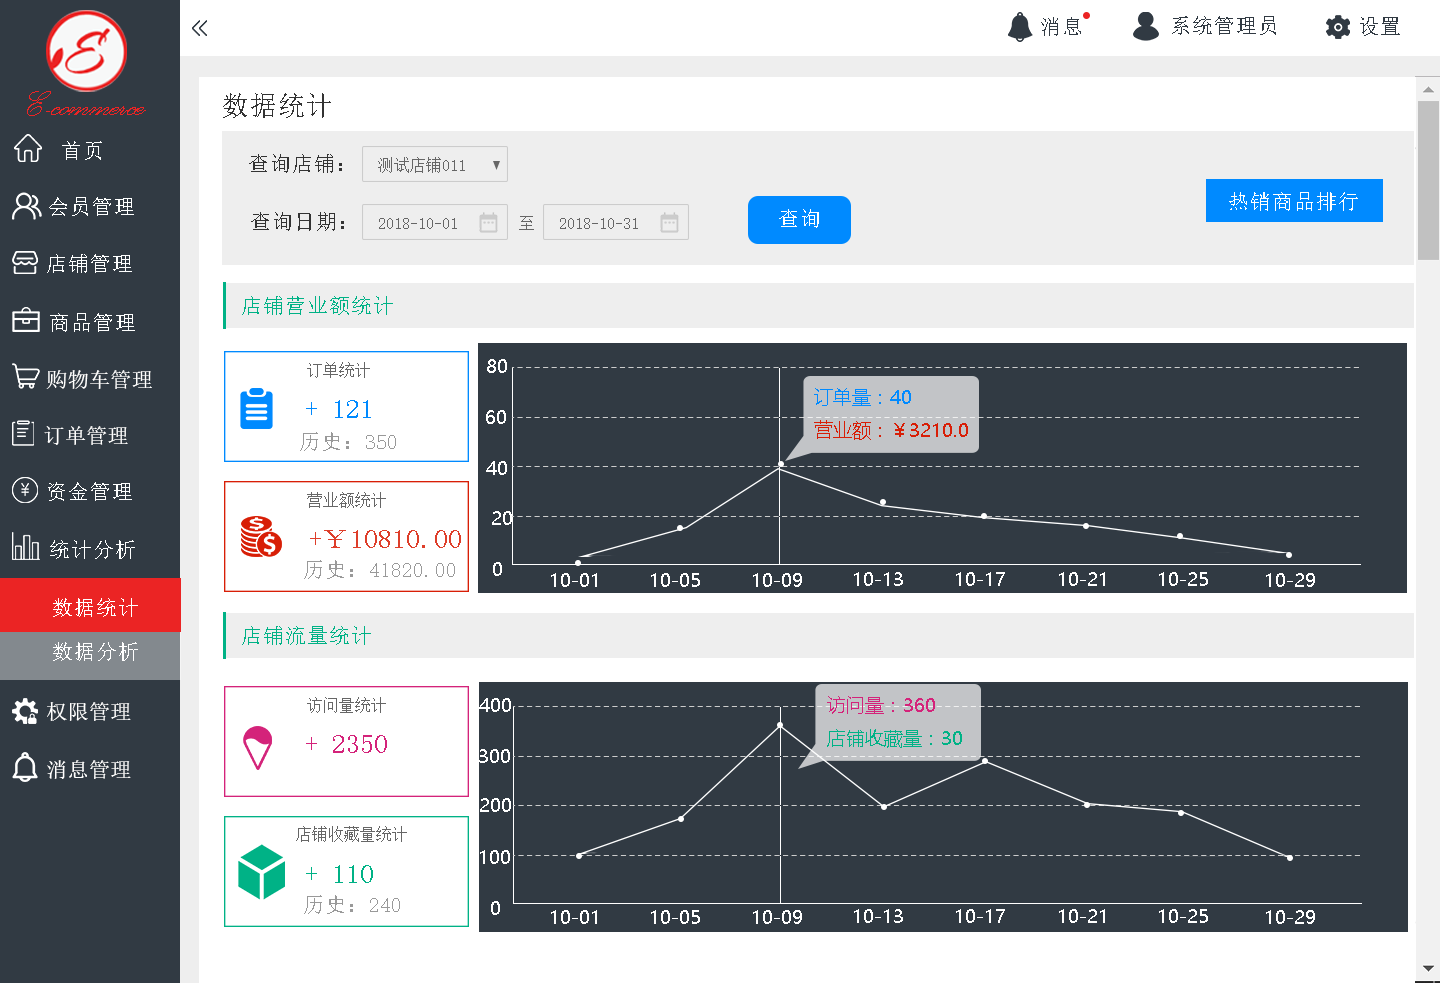 E-commerce
首页
会员管理
店铺管理
商品管理
购物车管理
订单管理
资金管理
统计分析
数据统计
数据分析
权限管理
消息管理
消息
系统管理员
设置
数据统计
查询店铺：
测试店铺011
查询日期：
2018-10-01
至
2018-10-31
查询
热销商品排行
店铺营业额统计
订单统计
+ 121
历史：350
营业额统计
+¥10810.00
历史：41820.00
80
60
40
20
0
订单量：40
营业额：¥3210.0
10-01 10-05 10-09 10-13 10-17 10-21 10-25 10-29
店铺流量统计
访问量统计
+ 2350
店铺收藏量统计
+ 110
历史：240
400
300
200
100
0
访问量：360
店铺收藏量：30
10-01 10-05 10-09 10-13 10-17 10-21 10-25 10-29